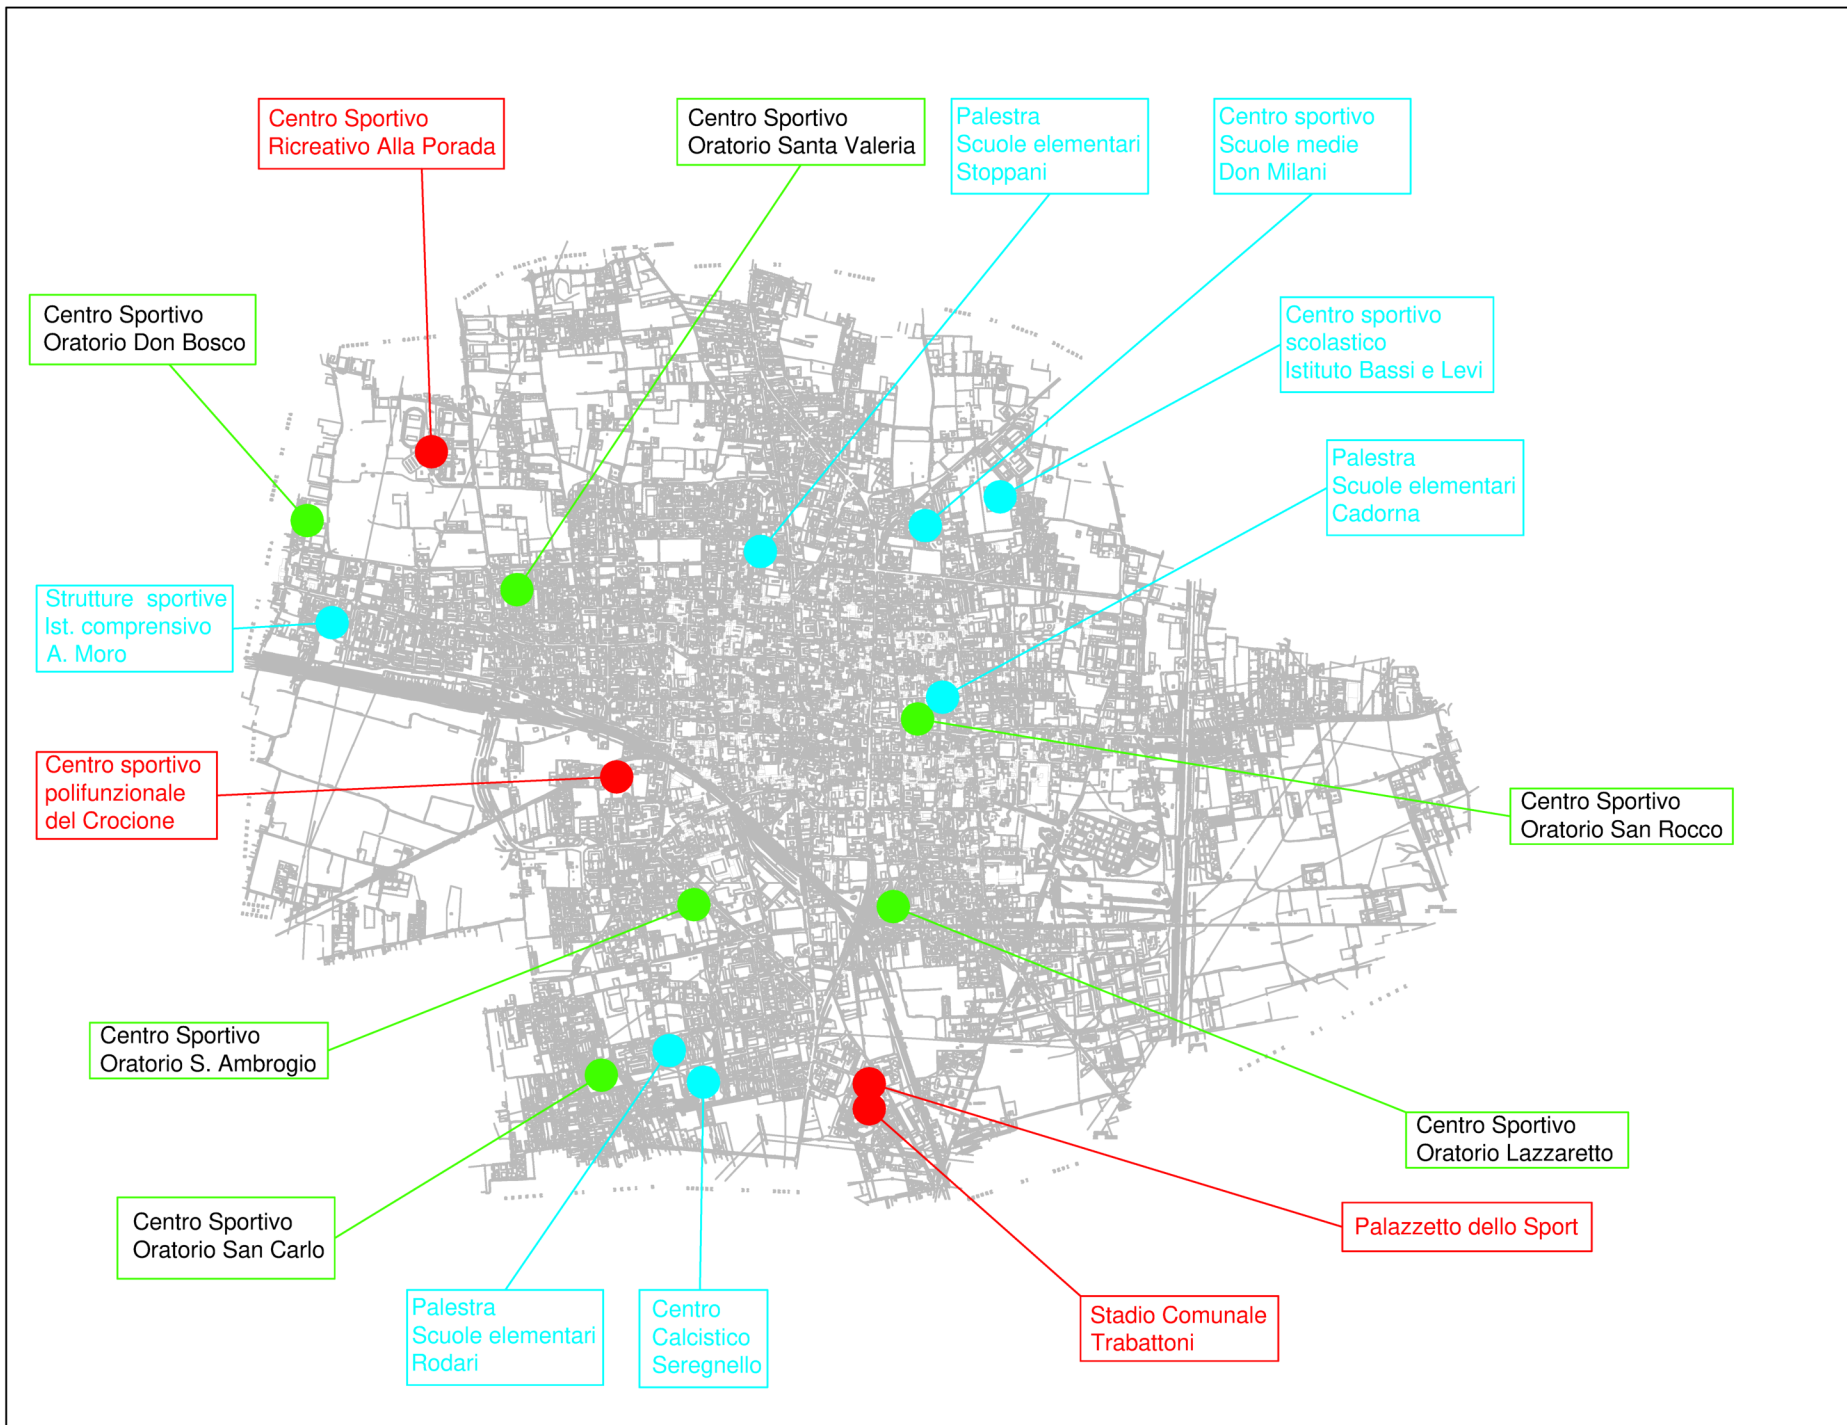 Centro Sportivo
Ricreativo Alla Porada
Centro Sportivo
Oratorio Santa Valeria
Palestra
Scuole elementari
Stoppani
Centro sportivo
Scuole medie
Don Milani
Centro Sportivo
Oratorio Don Bosco
Centro sportivo
scolastico
Istituto Bassi e Levi
Palestra
Scuole elementari
Cadorna
Strutture sportive
Ist. comprensivo
A. Moro
Centro sportivo
polifunzionale
del Crocione
Centro Sportivo
Oratorio San Rocco
Centro Sportivo
Oratorio S. Ambrogio
Centro Sportivo
Oratorio Lazzaretto
Centro Sportivo
Oratorio San Carlo
Palazzetto dello Sport
Palestra
Scuole elementari
Rodari
Centro
Calcistico
Seregnello
Stadio Comunale
Trabattoni